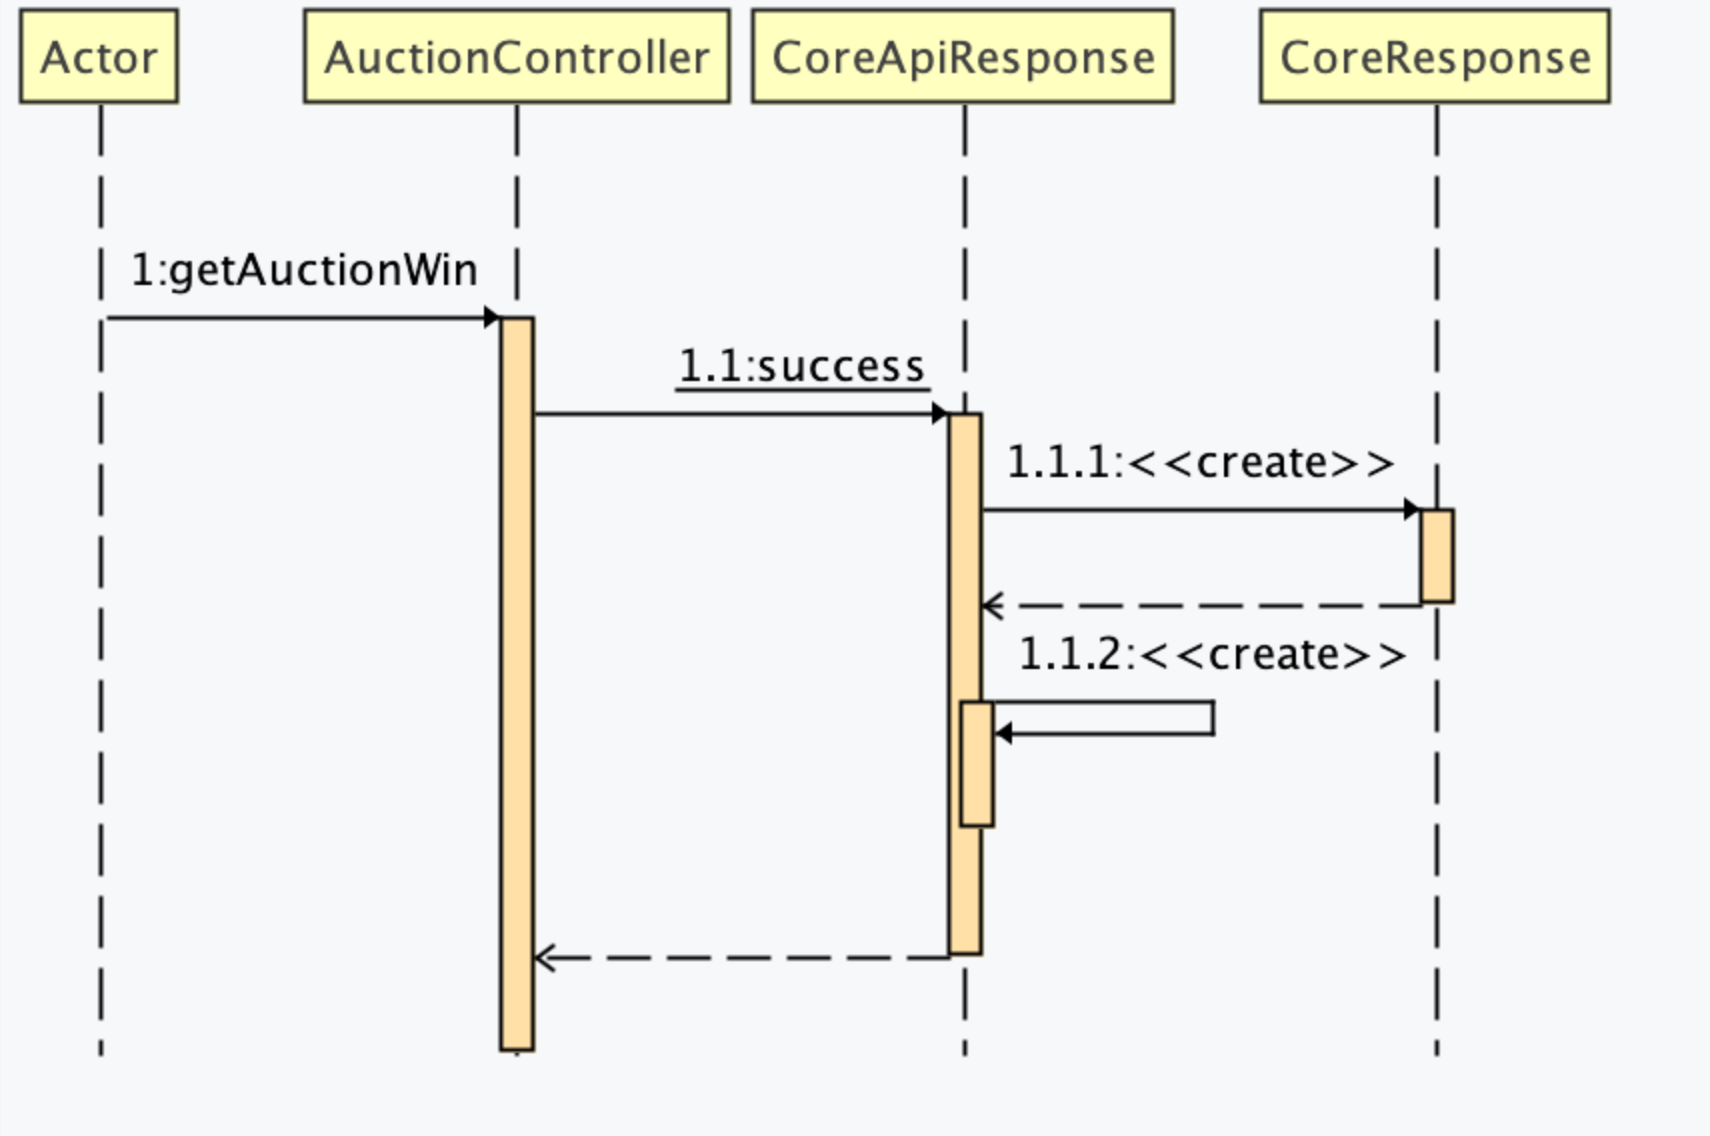 Actor
AuctionController
CoreApiResponse
CoreResponse
1:getAuctionWin
1.1:success
1.1.1:<<create>>
1.1.2:<<create>>